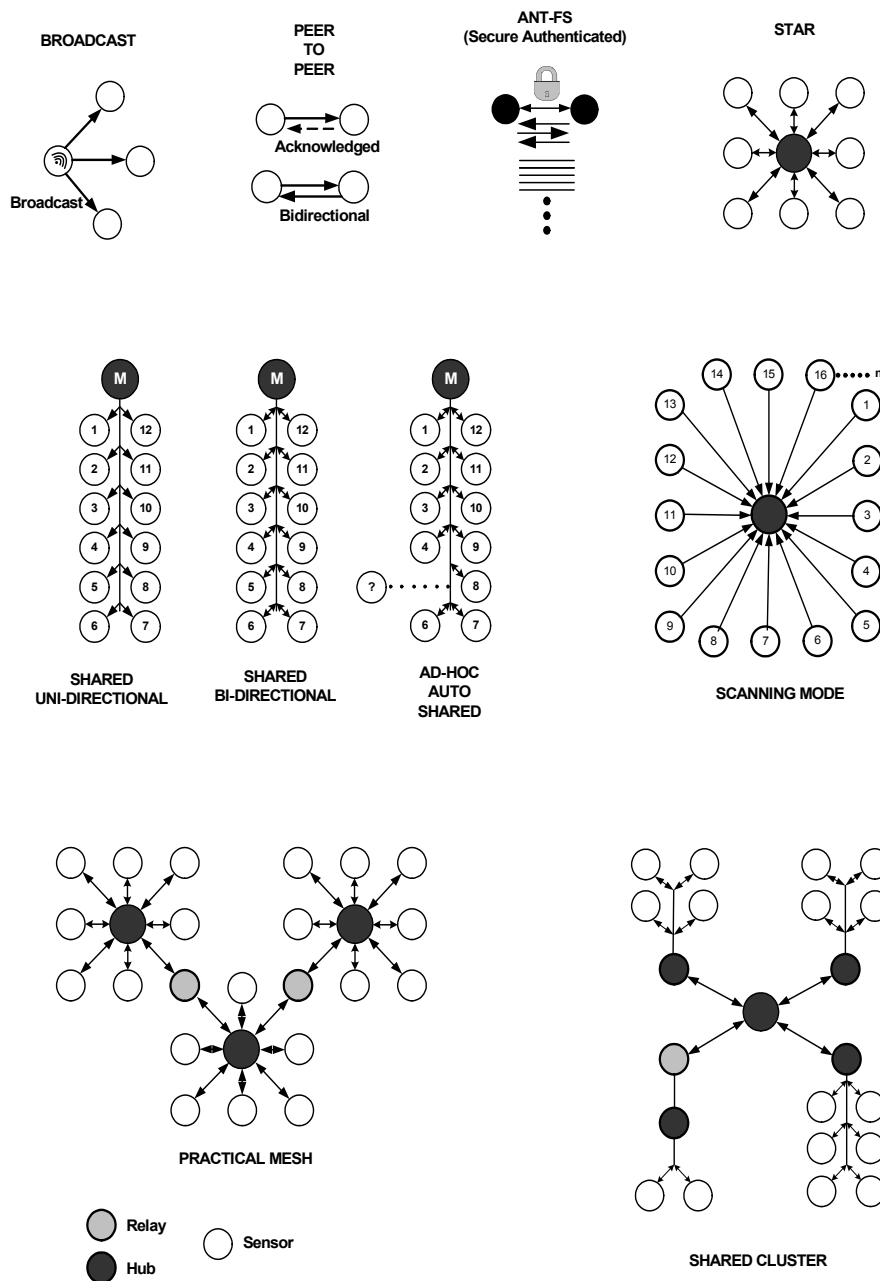 BROADCAST
Broadcast
PEER
TO
PEER
Acknowledged
Bidirectional
ANT-FS
(Secure Authenticated)
STAR
M
1 12
2 11
3 10
4 9
5 8
6 7
SHARED
UNI-DIRECTIONAL
M
1 12
2 11
3 10
4 9
5 8
6 7
SHARED
BI-DIRECTIONAL
M
1 12
2 11
3 10
4 9
? 8
6 7
AD-HOC
AUTO
SHARED
14 15 16 n
13 1
12 2
11 3
10 4
9 5
8 7 6
SCANNING MODE
PRACTICAL MESH
Relay
Hub
Sensor
SHARED CLUSTER